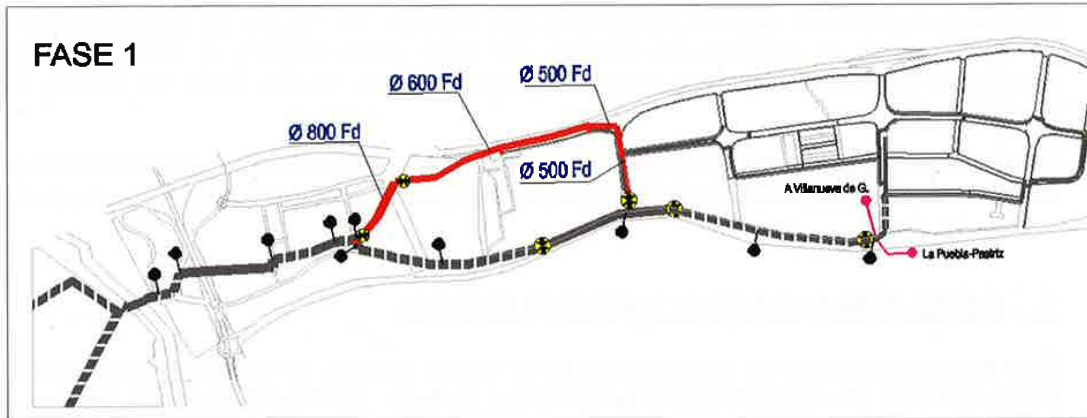 FASE 1
Ø 600 Fd
Ø 500 Fd
Ø 800 Fd
Ø 500 Fd
A Villanueva de G.
La Puebla-Pastriz